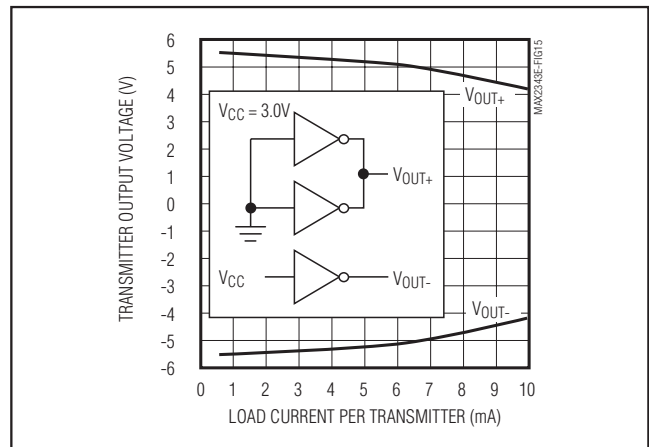 TRANSMITTER OUTPUT VOLTAGE (V)
6
5
4
3
2
1
0
-1
-2
-3
-4
-5
-6
MAX2343E-FIG15
VOUT+
VCC = 3.0V
VOUT+
VCC
VOUT-
VOUT-
0 1 2 3 4 5 6 7 8 9 10
LOAD CURRENT PER TRANSMITTER (mA)